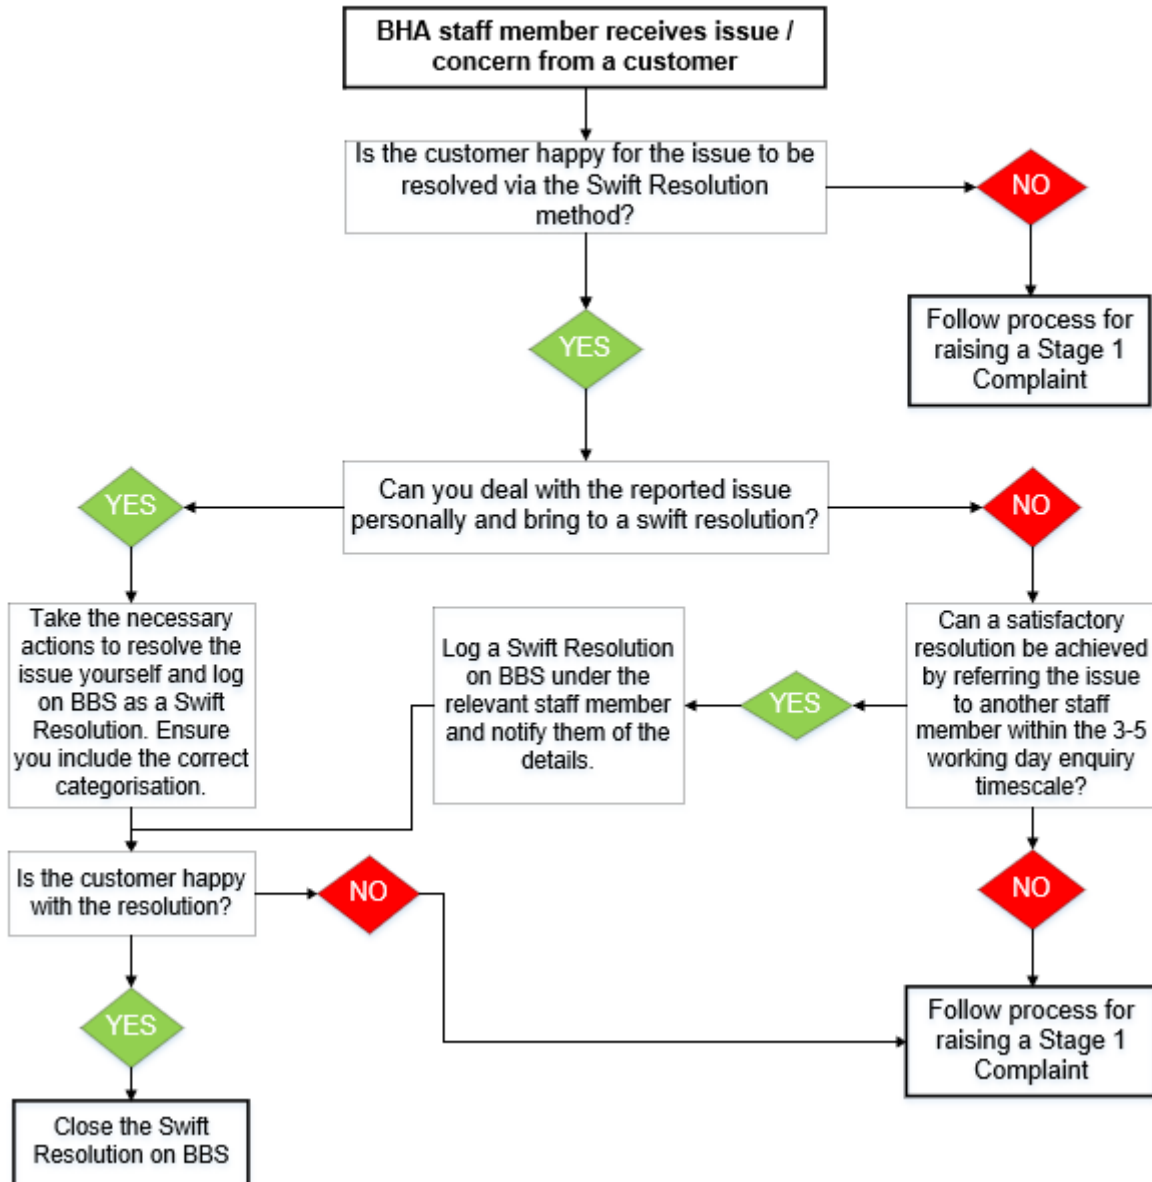 BHA staff member receives issue /
concern from a customer
Is the customer happy for the issue to be
resolved via the Swift Resolution
method?
NO
Follow process for
raising a Stage 1
Complaint
YES
Can you deal with the reported issue
personally and bring to a swift resolution?
YES
NO
Take the necessary
actions to resolve the
issue yourself and log
on BBS as a Swift
Resolution. Ensure
you include the correct
categorisation.
Log a Swift Resolution
on BBS under the
relevant staff member
and notify them of the
details.
YES
Can a satisfactory
resolution be achieved
by referring the issue
to another staff
member within the 3-5
working day enquiry
timescale?
Is the customer happy
with the resolution?
NO
NO
YES
Follow process for
raising a Stage 1
Complaint
Close the Swift
Resolution on BBS